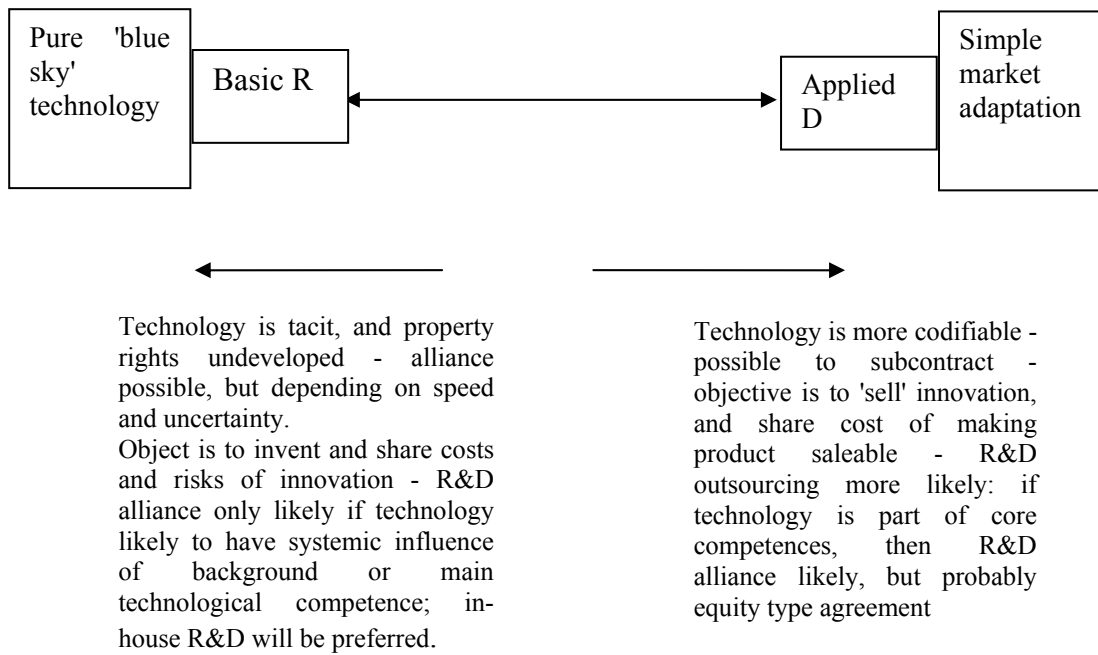 Pure 'blue
sky'
technology
Basic R
Applied
D
Simple
market
adaptation
Technology is tacit, and property
rights undeveloped - alliance
possible, but depending on speed
and uncertainty.
Object is to invent and share costs
and risks of innovation - R&D
alliance only likely if technology
likely to have systemic influence
of background or main
technological competence; in-
house R&D will be preferred.
Technology is more codifiable -
possible to subcontract -
objective is to 'sell' innovation,
and share cost of making
product saleable - R&D
outsourcing more likely: if
technology is part of core
competences, then R&D
alliance likely, but probably
equity type agreement